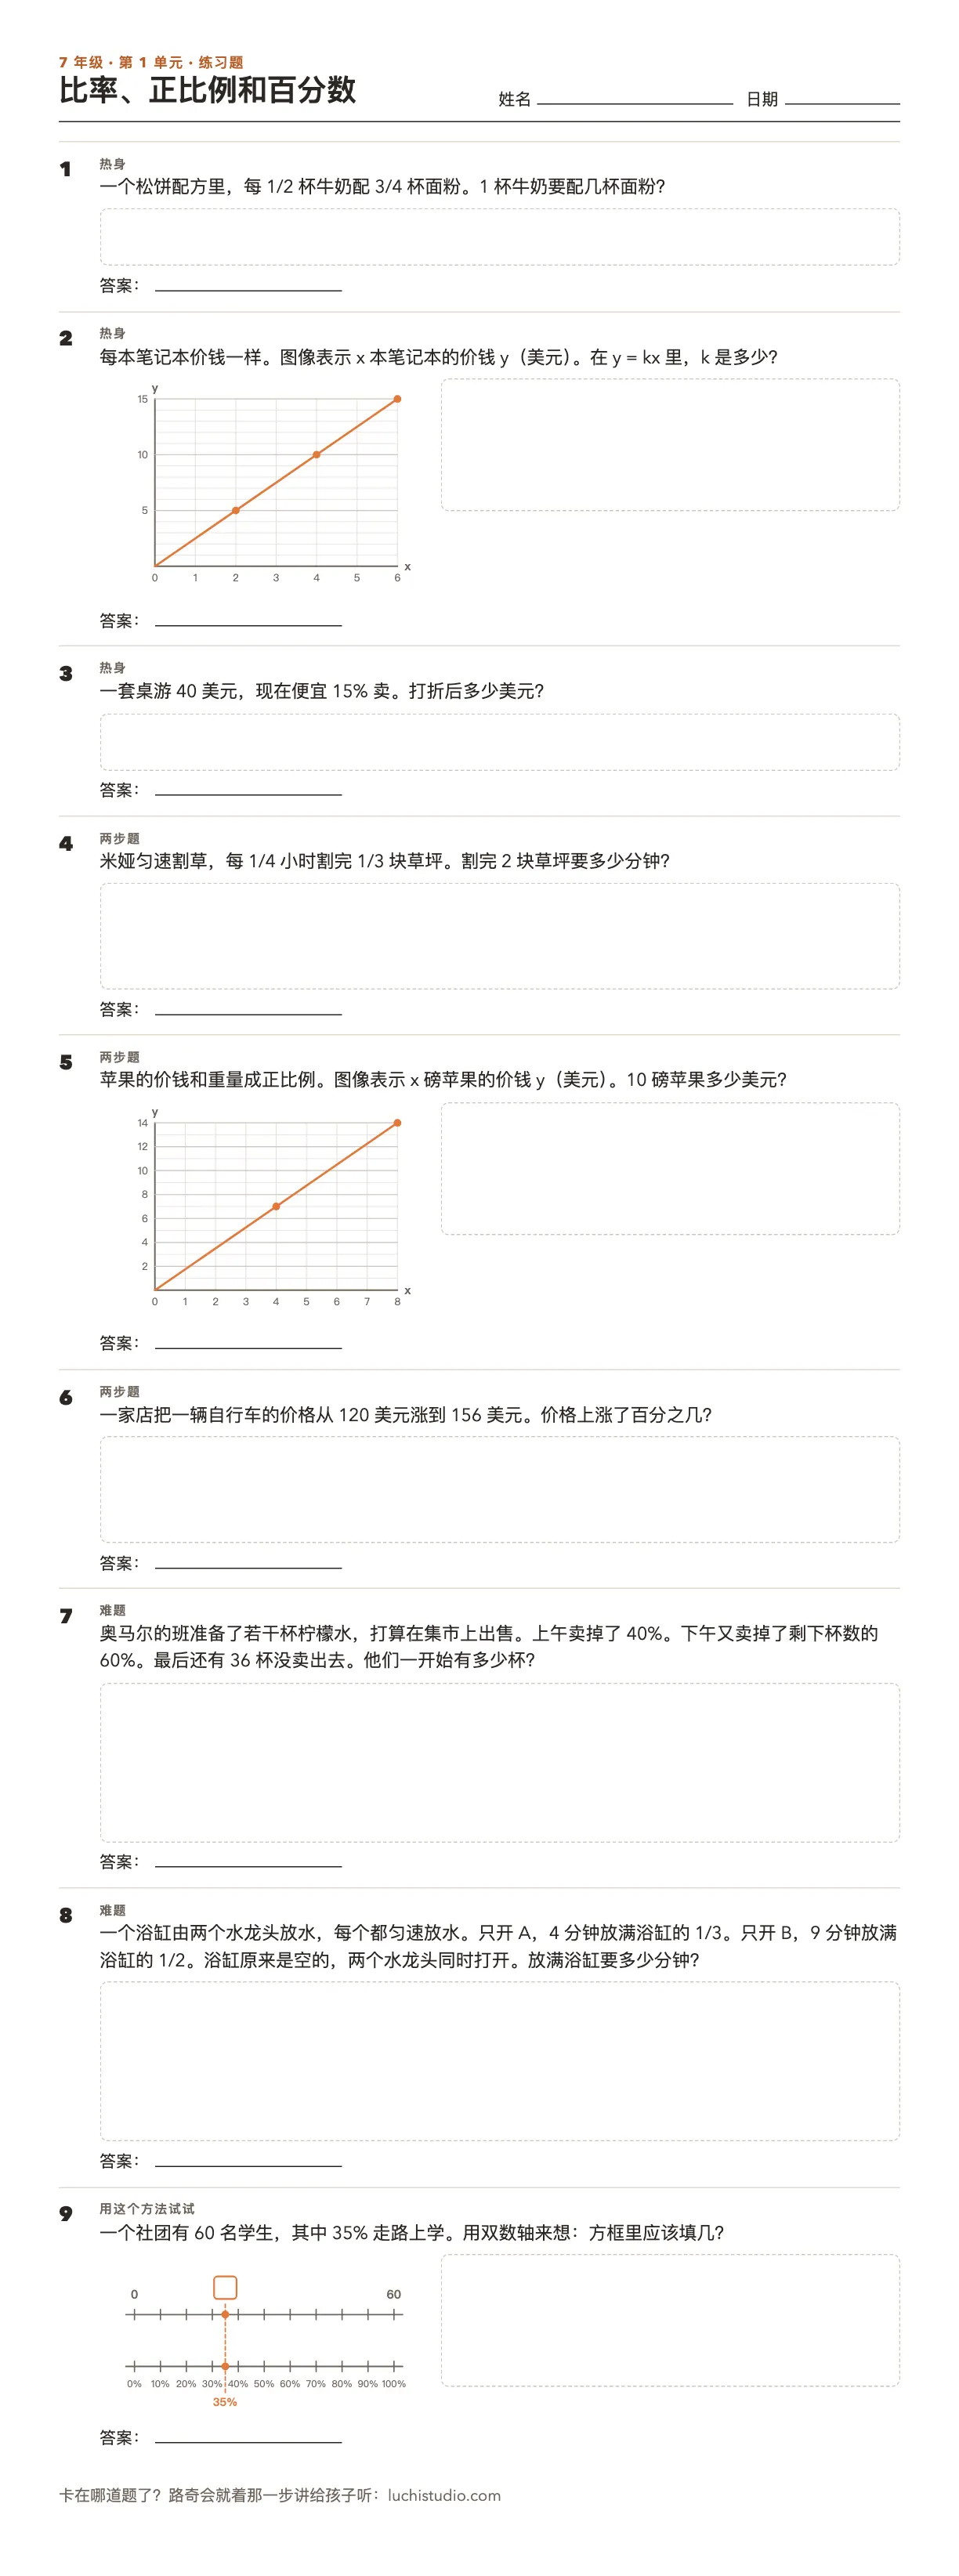 7 年级·第 1 单元·练习题
比率、正比例和百分数
姓名 日期
1
热身
一个松饼配方里，每 1/2 杯牛奶配 3/4 杯面粉。1 杯牛奶要配几杯面粉？
答案：
2
热身
每本笔记本价钱一样。图像表示 x 本笔记本的价钱 y（美元）。在 y = kx 里，k 是多少？
y
15
10
5
x
0 1 2 3 4 5 6
答案：
3
热身
一套桌游 40 美元，现在便宜 15% 卖。打折后多少美元？
答案：
4
两步题
米娅匀速割草，每 1/4 小时割完 1/3 块草坪。割完 2 块草坪要多少分钟？
答案：
5
两步题
苹果的价钱和重量成正比例。图像表示 x 磅苹果的价钱 y（美元）。10 磅苹果多少美元？
y
14
12
10
8
6
4
2
x
0 1 2 3 4 5 6 7 8
答案：
6
两步题
一家店把一辆自行车的价格从 120 美元涨到 156 美元。价格上涨了百分之几？
答案：
7
难题
奥马尔的班准备了若干杯柠檬水，打算在集市上出售。上午卖掉了 40%。下午又卖掉了剩下杯数的
60%。最后还有 36 杯没卖出去。他们一开始有多少杯？
答案：
8
难题
一个浴缸由两个水龙头放水，每个都匀速放水。只开 A，4 分钟放满浴缸的 1/3。只开 B，9 分钟放满
浴缸的 1/2。浴缸原来是空的，两个水龙头同时打开。放满浴缸要多少分钟？
答案：
9
用这个方法试试
一个社团有 60 名学生，其中 35% 走路上学。用双数轴来想：方框里应该填几？
0 60
0% 10% 20% 30% 40% 50% 60% 70% 80% 90% 100%
35%
答案：
卡在哪道题了？路奇会就着那一步讲给孩子听：luchistudio.com